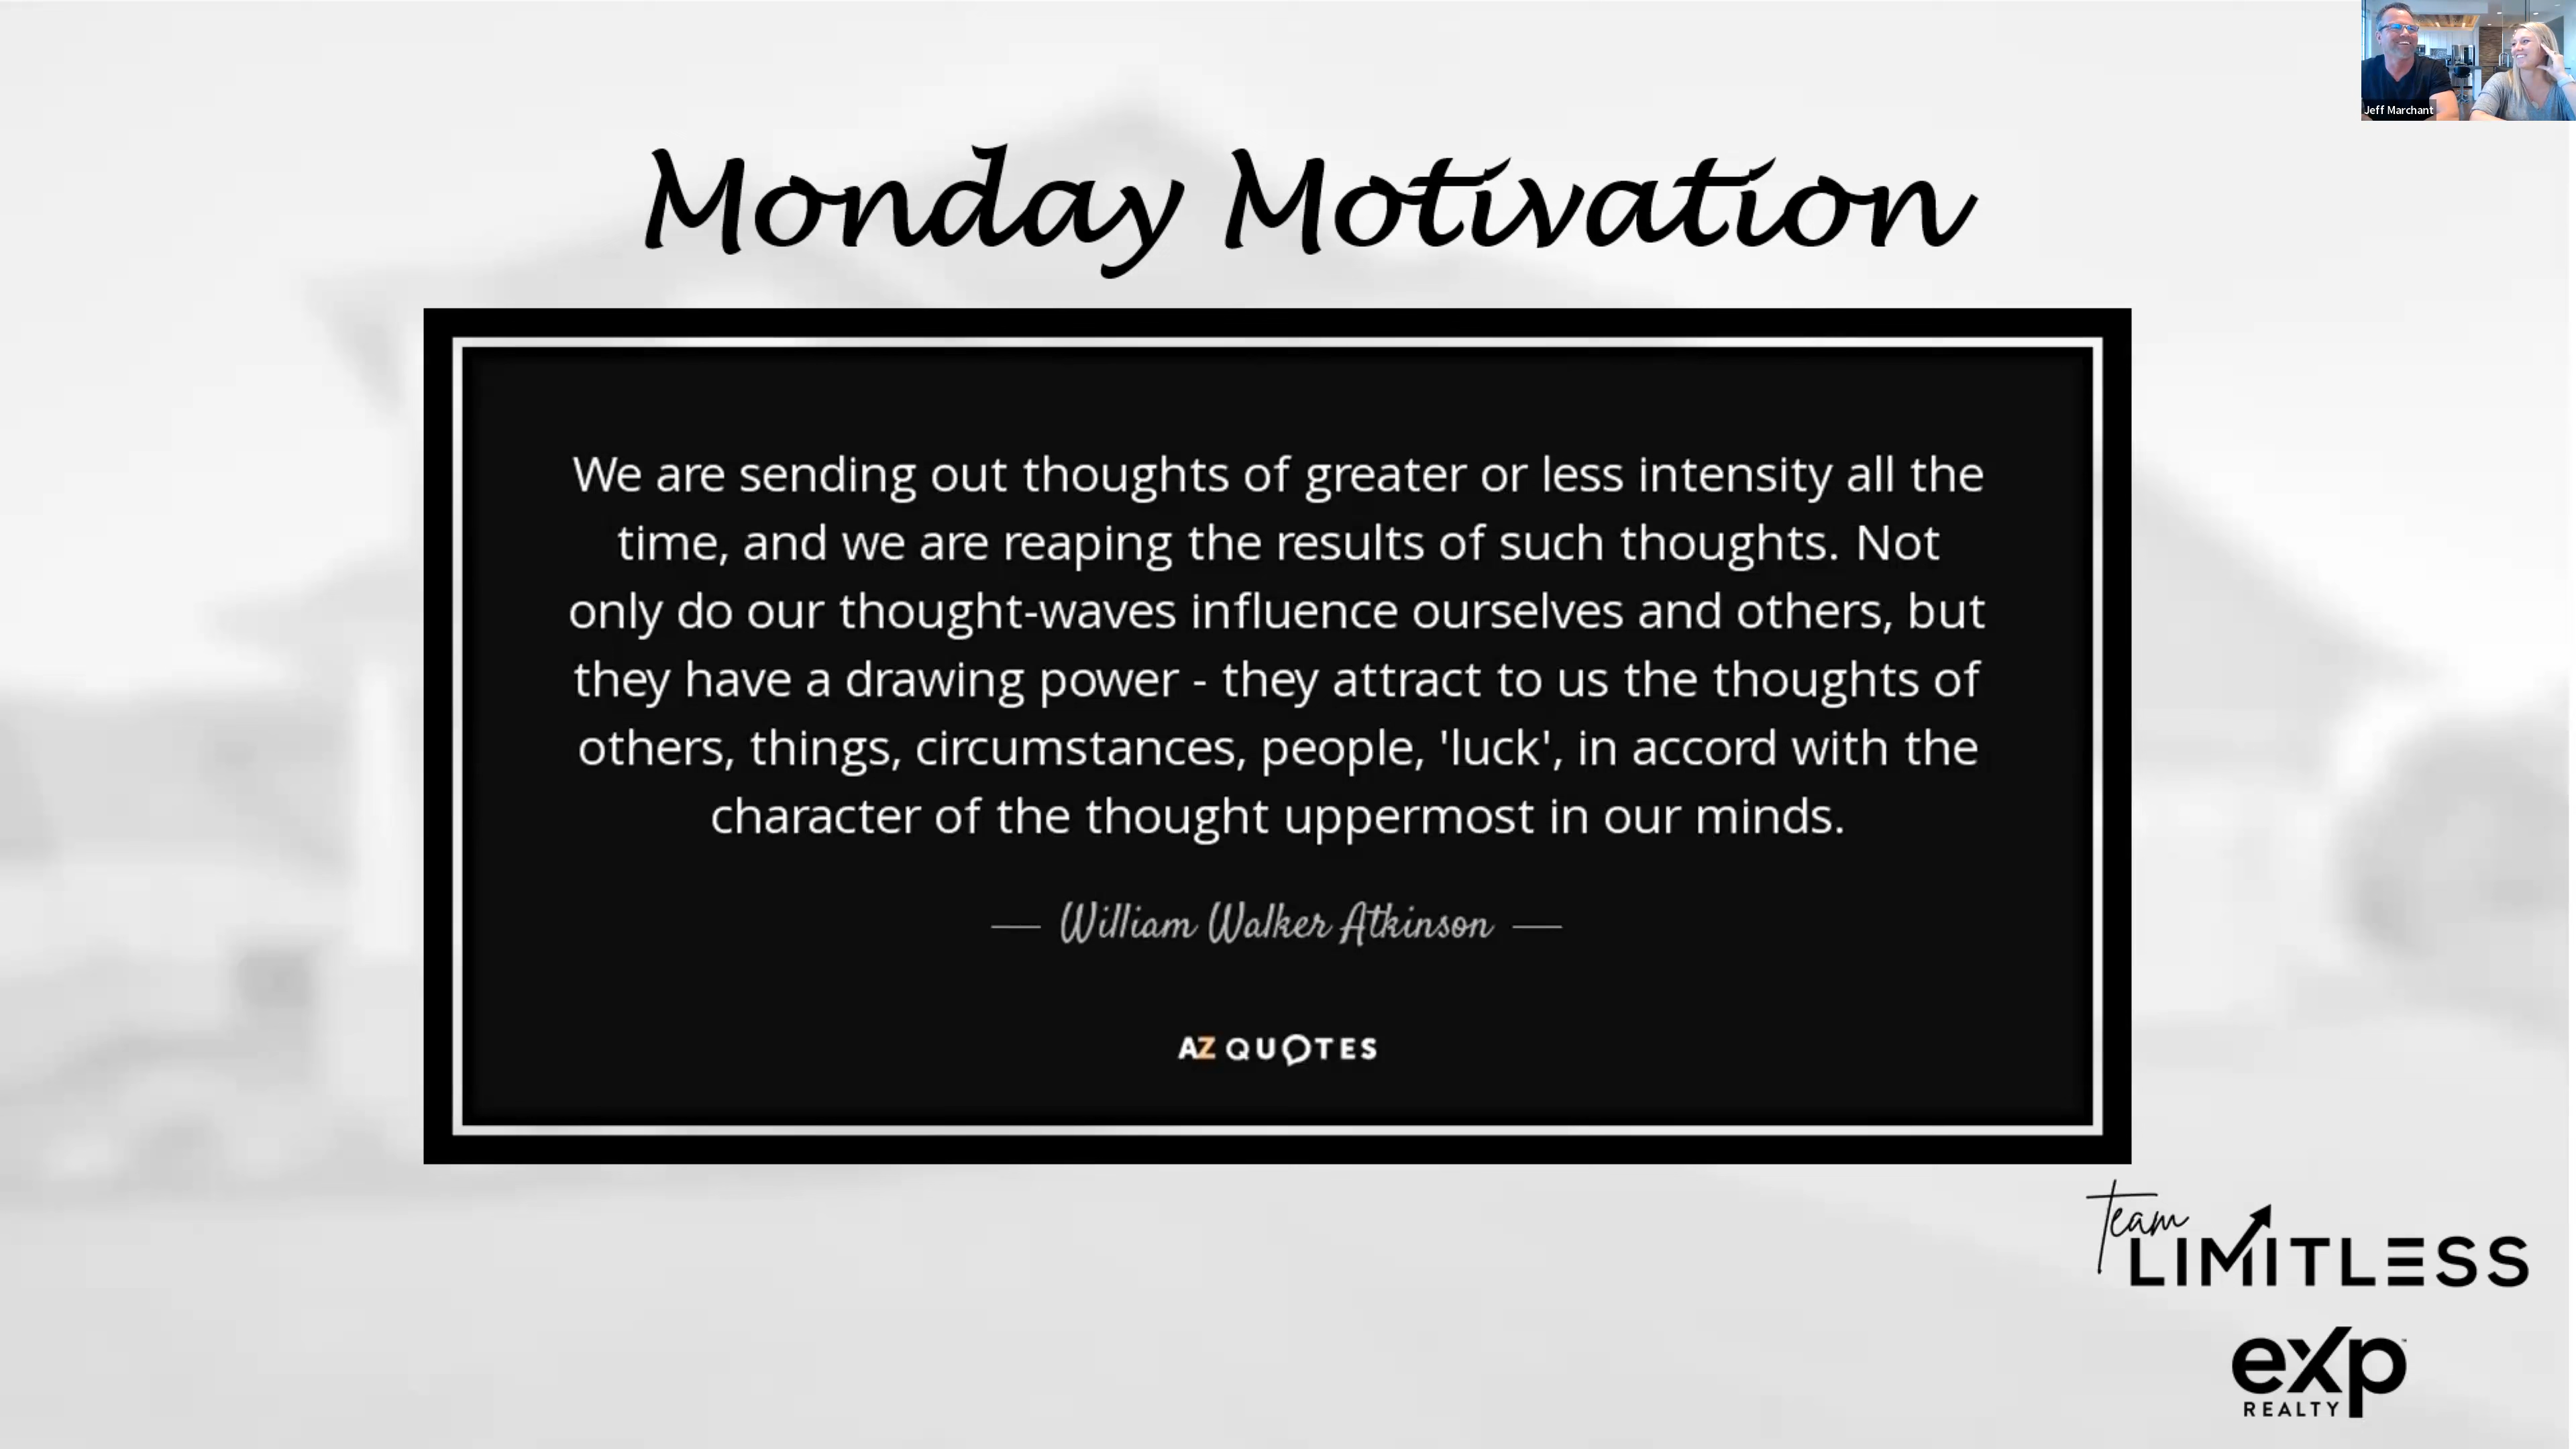 Jeff Marchant
Monday Motivation
We are sending out thoughts of greater or less intensity all the
time, and we are reaping the results of such thoughts. Not
only do our thought-waves influence ourselves and others, but
they have a drawing power - they attract to us the thoughts of
others, things, circumstances, people, 'luck', in accord with the
character of the thought uppermost in our minds.
— William Walker Atkinson —
AZ QUOTES
Team
LIMITLESS
eXp
REALTY